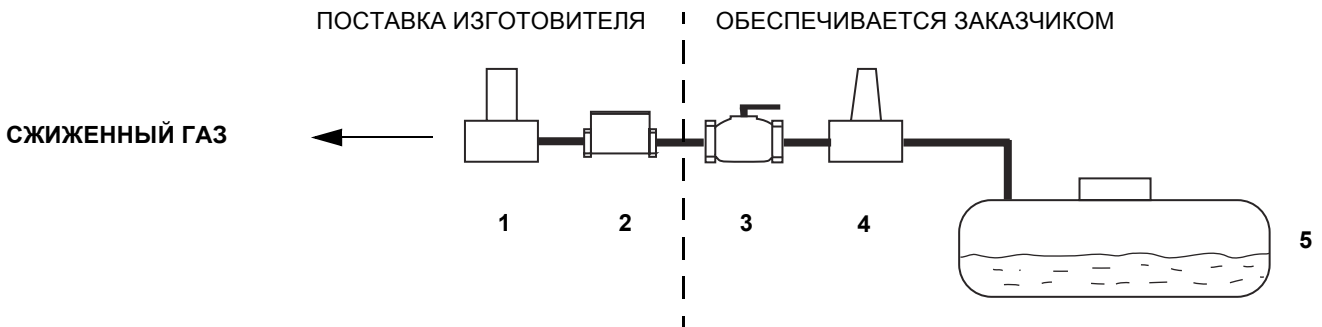 ПОСТАВКА ИЗГОТОВИТЕЛЯ ОБЕСПЕЧИВАЕТСЯ ЗАКАЗЧИКОМ
СЖИЖЕННЫЙ ГАЗ
1 2 3 4 5